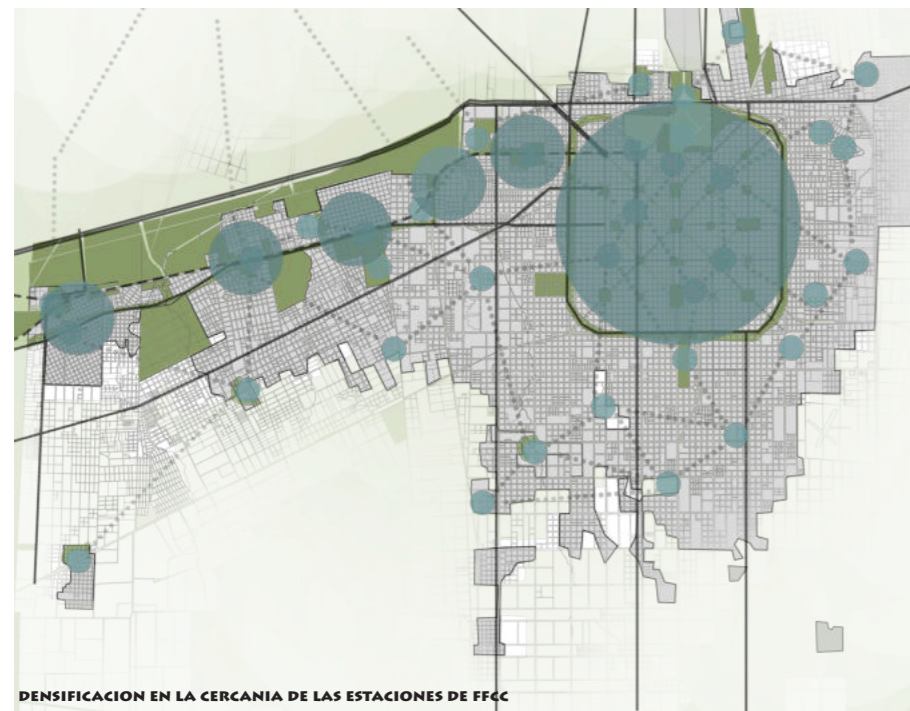 DENSIFICACION EN LA CERCANIA DE LAS ESTACIONES DE FFCC